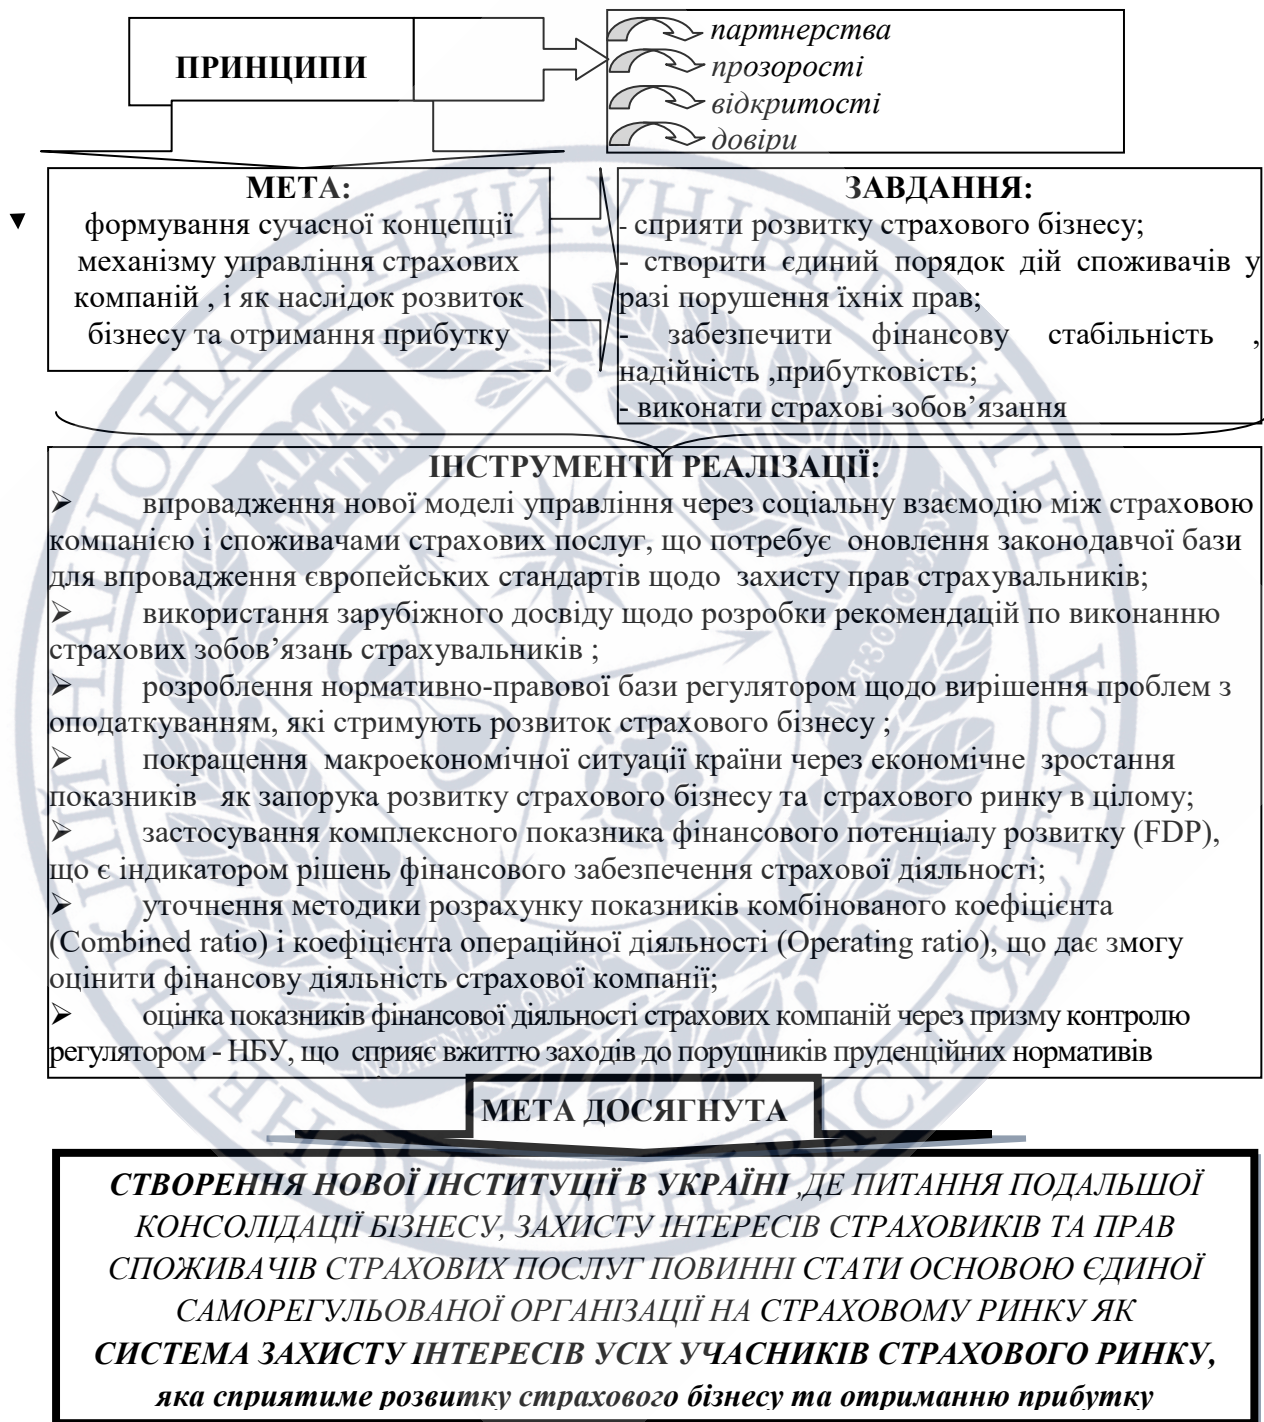 ПРИНЦИПИ
партнерства
прозорості
відкритості
довіри
МЕТА:
формування сучасної концепції
механізму управління страхових
компаній , і як наслідок розвиток
бізнесу та отримання прибутку
ЗАВДАННЯ:
- сприяти розвитку страхового бізнесу;
- створити єдиний порядок дій споживачів у
разі порушення їхніх прав;
- забезпечити фінансову стабільність ,
надійність ,прибутковість;
- виконати страхові зобов’язання
ІНСТРУМЕНТИ РЕАЛІЗАЦІЇ:
➢ впровадження нової моделі управління через соціальну взаємодію між страховою
компанією і споживачами страхових послуг, що потребує оновлення законодавчої бази
для впровадження європейських стандартів щодо захисту прав страхувальників;
➢ використання зарубіжного досвіду щодо розробки рекомендацій по виконанню
страхових зобов’язань страхувальників ;
➢ розроблення нормативно-правової бази регулятором щодо вирішення проблем з
оподаткуванням, які стримують розвиток страхового бізнесу ;
➢ покращення макроекономічної ситуації країни через економічне зростання
показників як запорука розвитку страхового бізнесу та страхового ринку в цілому;
➢ застосування комплексного показника фінансового потенціалу розвитку (FDP),
що є індикатором рішень фінансового забезпечення страхової діяльності;
➢ уточнення методики розрахунку показників комбінованого коефіцієнта
(Combined ratio) і коефіцієнта операційної діяльності (Operating ratio), що дає змогу
оцінити фінансову діяльність страхової компанії;
➢ оцінка показників фінансової діяльності страхових компаній через призму контролю
регулятором - НБУ, що сприяє вжиттю заходів до порушників пруденційних нормативів
МЕТА ДОСЯГНУТА
СТВОРЕННЯ НОВОЇ ІНСТИТУЦІЇ В УКРАЇНІ ,ДЕ ПИТАННЯ ПОДАЛЬШОЇ
КОНСОЛІДАЦІЇ БІЗНЕСУ, ЗАХИСТУ ІНТЕРЕСІВ СТРАХОВИКІВ ТА ПРАВ
СПОЖИВАЧІВ СТРАХОВИХ ПОСЛУГ ПОВИННІ СТАТИ ОСНОВОЮ ЄДИНОЇ
САМОРЕГУЛЬОВАНОЇ ОРГАНІЗАЦІЇ НА СТРАХОВОМУ РИНКУ ЯК
СИСТЕМА ЗАХИСТУ ІНТЕРЕСІВ УСІХ УЧАСНИКІВ СТРАХОВОГО РИНКУ,
яка сприятиме розвитку страхового бізнесу та отриманню прибутку
ALMA
MATER